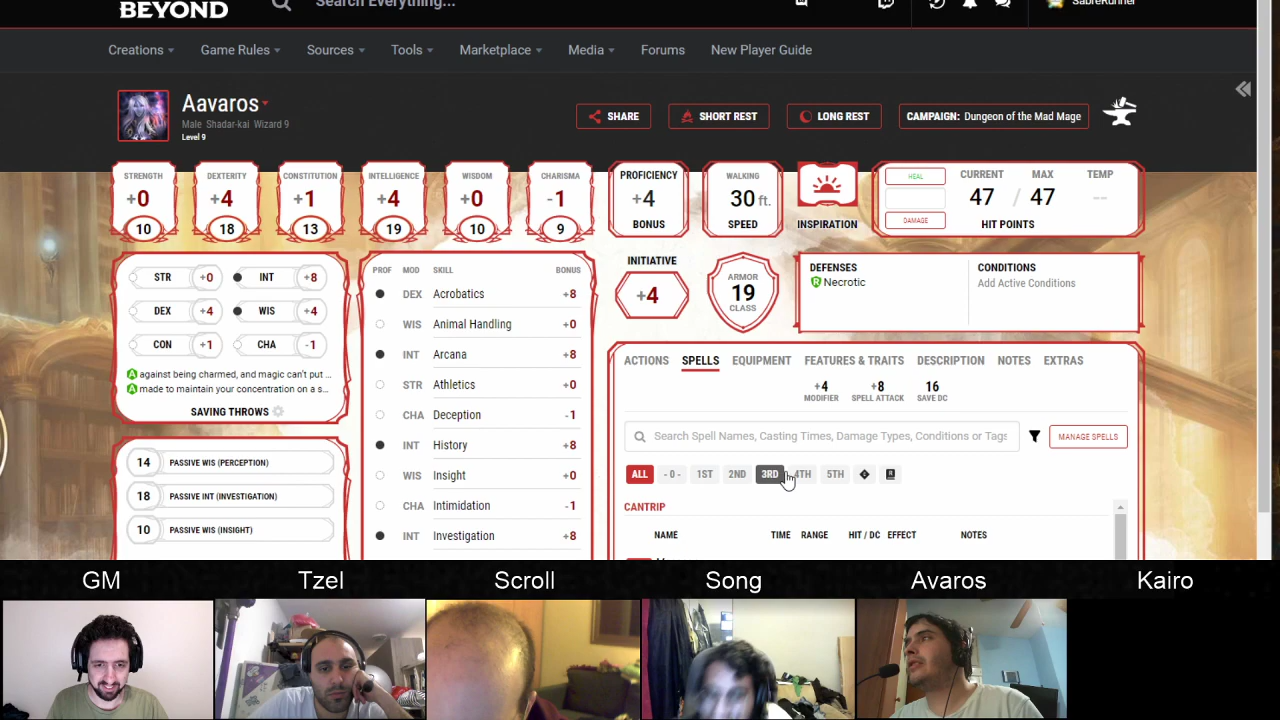 BEYOND
Search Everything...
SabreRunner
Creations
Game Rules
Sources
Tools
Marketplace
Media
Forums
New Player Guide
Aavaros
Male Shadar-kai Wizard 9
Level 9
SHARE
SHORT REST
LONG REST
CAMPAIGN: Dungeon of the Mad Mage
STRENGTH
+0
10
DEXTERITY
+4
18
CONSTITUTION
+1
13
INTELLIGENCE
+4
19
WISDOM
+0
10
CHARISMA
-1
9
PROFICIENCY
+4
BONUS
WALKING
30 ft.
SPEED
INSPIRATION
HEAL
DAMAGE
CURRENT
47
/
MAX
47
TEMP
--
HIT POINTS
STR +0
INT +8
DEX +4
WIS +4
CON +1
CHA -1
A against being charmed, and magic can't put ...
A made to maintain your concentration on a s...
SAVING THROWS
14 PASSIVE WIS (PERCEPTION)
18 PASSIVE INT (INVESTIGATION)
10 PASSIVE WIS (INSIGHT)
PROF MOD SKILL BONUS
DEX Acrobatics +8
WIS Animal Handling +0
INT Arcana +8
STR Athletics +0
CHA Deception -1
INT History +8
WIS Insight +0
CHA Intimidation -1
INT Investigation +8
INITIATIVE
+4
ARMOR
19
CLASS
DEFENSES
R Necrotic
CONDITIONS
Add Active Conditions
ACTIONS
SPELLS
EQUIPMENT
FEATURES & TRAITS
DESCRIPTION
NOTES
EXTRAS
+4
MODIFIER
+8
SPELL ATTACK
16
SAVE DC
Search Spell Names, Casting Times, Damage Types, Conditions or Tags
MANAGE SPELLS
ALL
- 0 -
1ST
2ND
3RD
4TH
5TH
CANTRIP
NAME TIME RANGE HIT / DC EFFECT NOTES
GM
Tzel
Scroll
Song
Avaros
Kairo